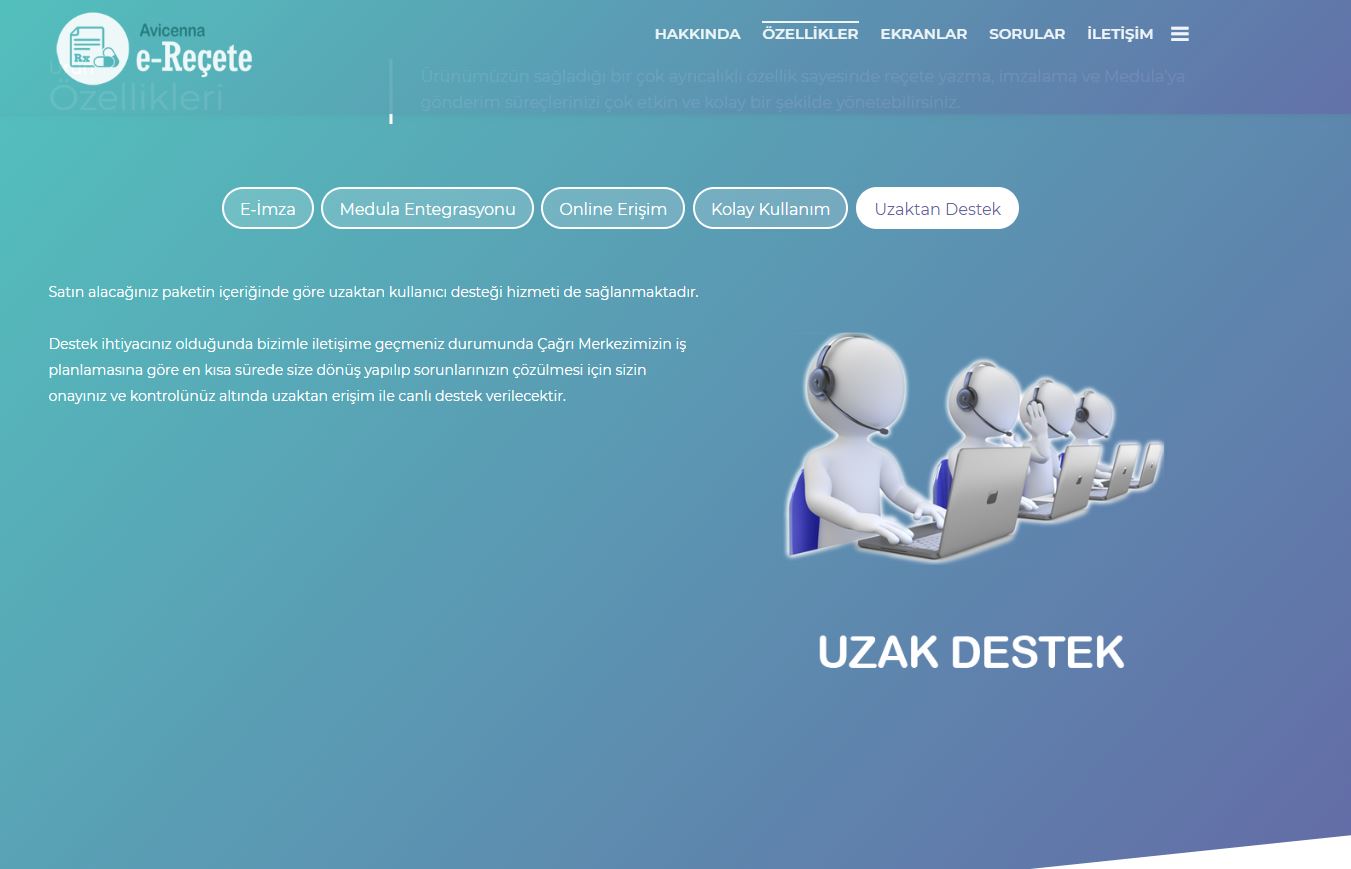 Avicenna
e-Reçete
Rx
HAKKINDA ÖZELLİKLER EKRANLAR SORULAR İLETİŞİM
Özellikleri
Ürünümüzün sağladığı bir çok ayrıcalıklı özellik sayesinde reçete yazma, imzalama ve Medula'ya
gönderim süreçlerinizi çok etkin ve kolay bir şekilde yönetebilirsiniz.
E-İmza Medula Entegrasyonu Online Erişim Kolay Kullanım Uzaktan Destek
Satın alacağınız paketin içeriğinde göre uzaktan kullanıcı desteği hizmeti de sağlanmaktadır.
Destek ihtiyacınız olduğunda bizimle iletişime geçmeniz durumunda Çağrı Merkezimizin iş
planlamasına göre en kısa sürede size dönüş yapılıp sorunlarınızın çözülmesi için sizin
onayınız ve kontrolünüz altında uzaktan erişim ile canlı destek verilecektir.
UZAK DESTEK